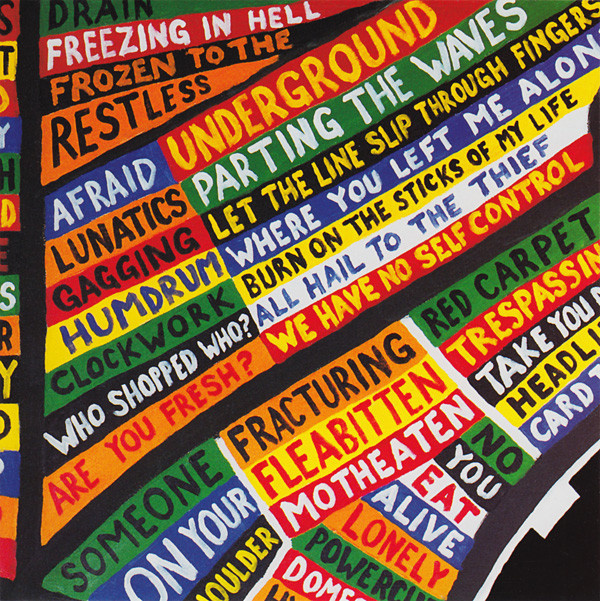 DRAIN
FREEZING IN HELL
FROZEN TO THE
RESTLESS
UNDERGROUND
PARTING THE WAVES
LET THE LINE SLIP THROUGH FINGERS
WHERE YOU LEFT ME ALON
BURN ON THE STICKS OF MY LIFE
ALL HAIL TO THE THIEF
WE HAVE NO SELF CONTROL
AFRAID
LUNATICS
GAGGING
HUMDRUM
CLOCKWORK
WHO SHOPPED WHO?
ARE YOU FRESH?
RED CARPET
TRESPASSIN
TAKE YOU D
HEADLI
CARD T
FRACTURING
FLEABITTEN
MOTHEATEN
NO
YOU
EAT
ALIVE
LONELY
POWERCU
DOMES
SOMEONE
ON YOUR
HOULDER